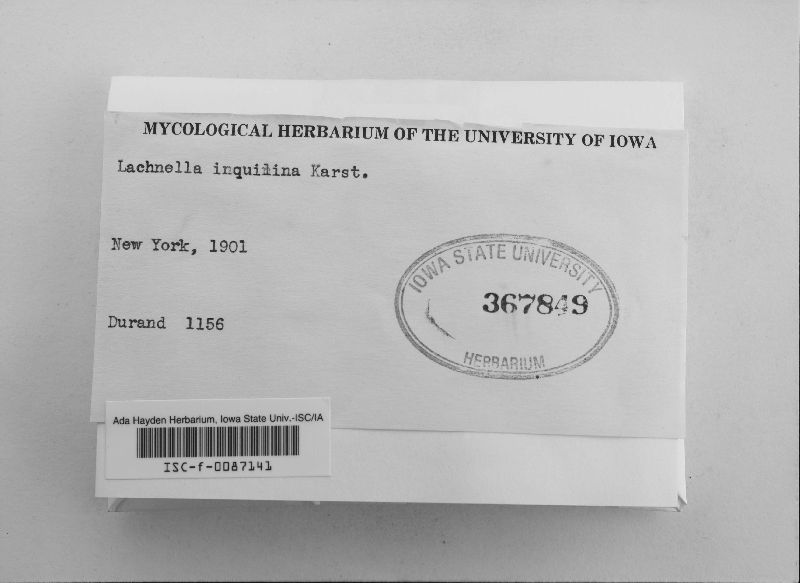 MYCOLOGICAL HERBARIUM OF THE UNIVERSITY OF IOWA
Lachnella inquilina Karst.
New York, 1901
Durand 1156
IOWA STATE UNIVERSITY
367849
HERBARIUM
Ada Hayden Herbarium, Iowa State Univ.-ISC/IA
ISC-f-0087141